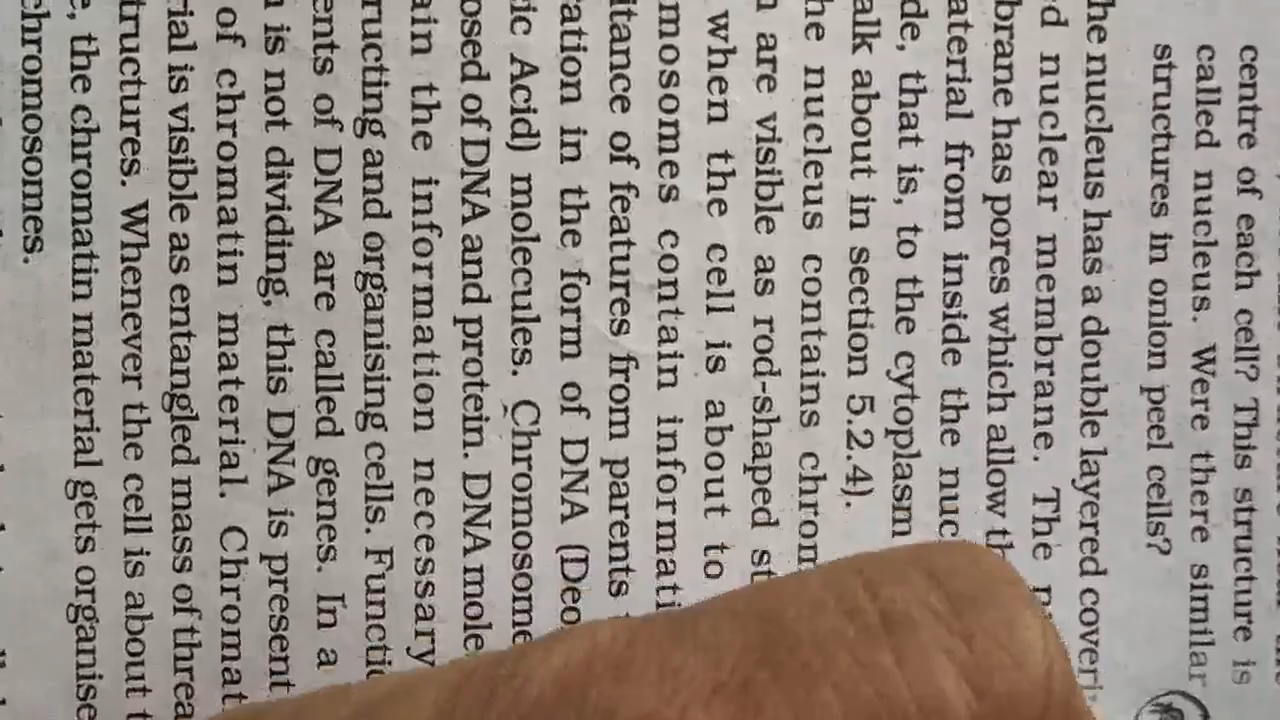 centre of each cell? This structure is
called nucleus. Were there similar
structures in onion peel cells?
he nucleus has a double layered coveri
d nuclear membrane. The
brane has pores which allow
aterial from inside the nuc
de, that is, to the cytoplasm
alk about in section 5.2.4).
he nucleus contains chrom
are visible as rod-shaped st
when the cell is about to
mosomes contain informati
itance of features from parents
ation in the form of DNA (Deo
ic Acid) molecules. Chromosome
osed of DNA and protein. DNA mole
ain the information necessary
ructing and organising cells. Functio
ents of DNA are called genes. In a
is not dividing, this DNA is present
of chromatin material. Chromat
rial is visible as entangled mass of threa
tructures. Whenever the cell is about t
e, the chromatin material gets organise
chromosomes.